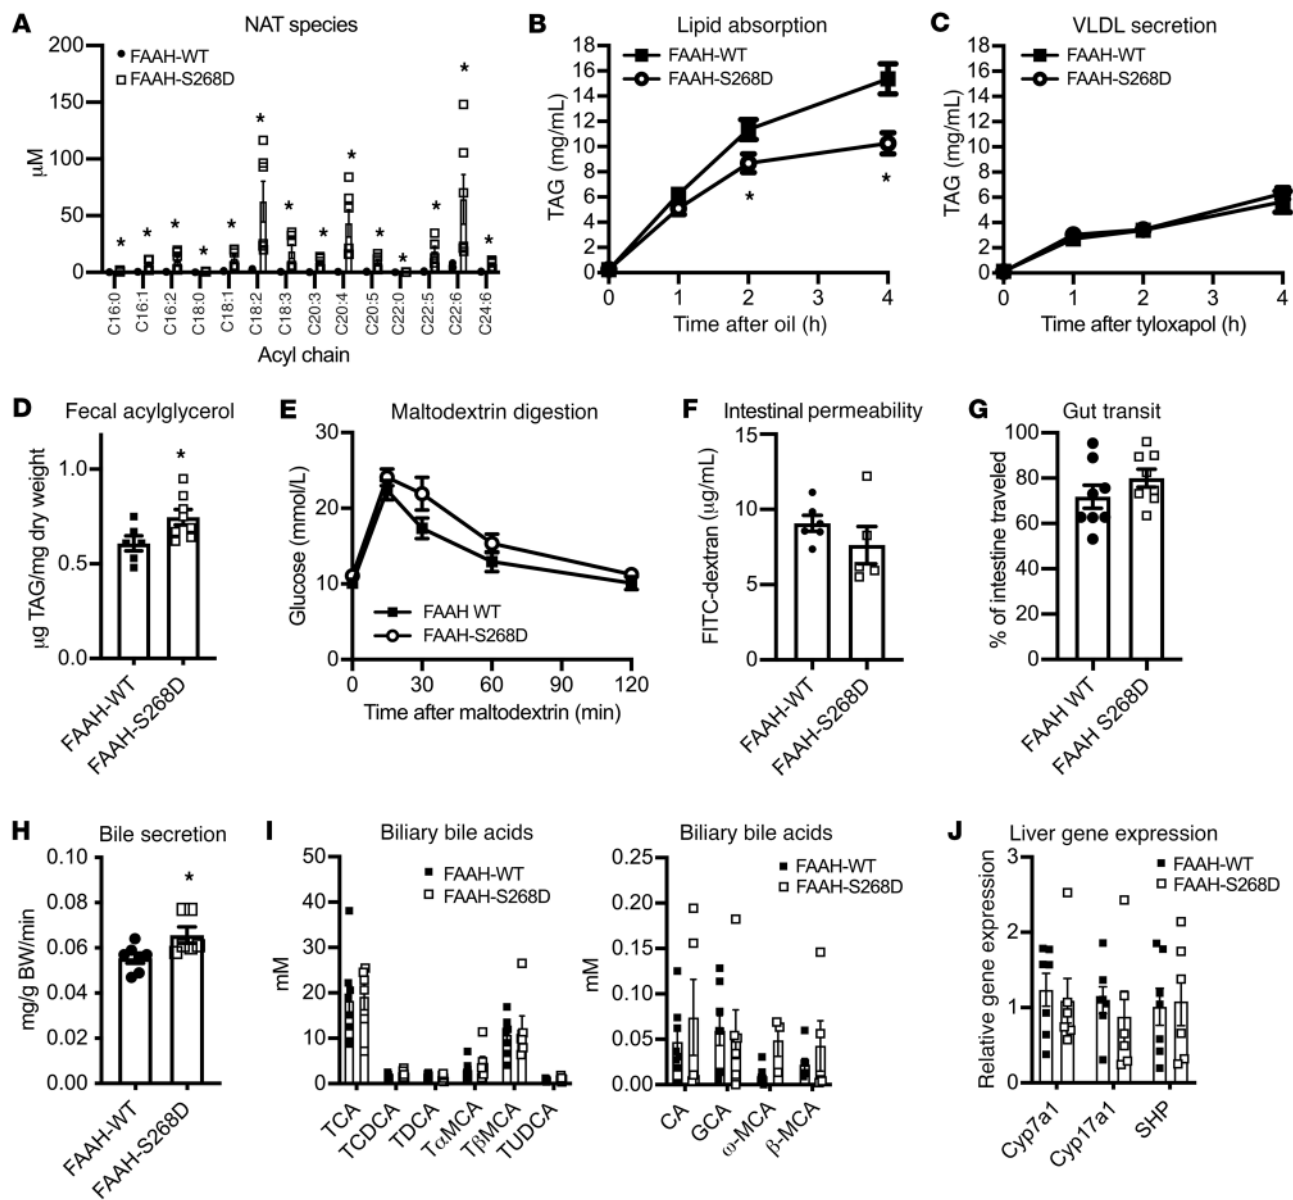 A
NAT species
200
150
100
50
0
µM
FAAH-WT
FAAH-S268D
* * * * * * * * * * * * * *
C16:0
C16:1
C16:2
C18:0
C18:1
C18:2
C18:3
C20:3
C20:4
C20:5
C22:0
C22:5
C22:6
C24:6
Acyl chain
B
Lipid absorption
18
16
14
12
10
8
6
4
2
0
TAG (mg/mL)
FAAH-WT
FAAH-S268D
*
*
0 1 2 3 4
Time after oil (h)
C
VLDL secretion
18
16
14
12
10
8
6
4
2
0
TAG (mg/mL)
FAAH-WT
FAAH-S268D
0 1 2 3 4
Time after tyloxapol (h)
D
Fecal acylglycerol
1.0
0.5
0.0
µg TAG/mg dry weight
*
FAAH-WT
FAAH-S268D
E
Maltodextrin digestion
30
20
10
0
Glucose (mmol/L)
FAAH WT
FAAH-S268D
0 30 60 90 120
Time after maltodextrin (min)
F
Intestinal permeability
15
10
5
0
FITC-dextran (µg/mL)
FAAH-WT
FAAH-S268D
G
Gut transit
100
80
60
40
20
0
% of intestine traveled
FAAH WT
FAAH S268D
H
Bile secretion
0.10
0.08
0.06
0.04
0.02
0.00
mg/g BW/min
*
FAAH-WT
FAAH-S268D
I
Biliary bile acids
50
40
30
20
10
0
mM
FAAH-WT
FAAH-S268D
TCA
TCDCA
TDCA
TαMCA
TβMCA
TUDCA
Biliary bile acids
0.25
0.20
0.15
0.10
0.05
0.00
mM
FAAH-WT
FAAH-S268D
CA
GCA
ω-MCA
β-MCA
J
Liver gene expression
3
2
1
0
Relative gene expression
FAAH-WT
FAAH-S268D
Cyp7a1
Cyp17a1
SHP